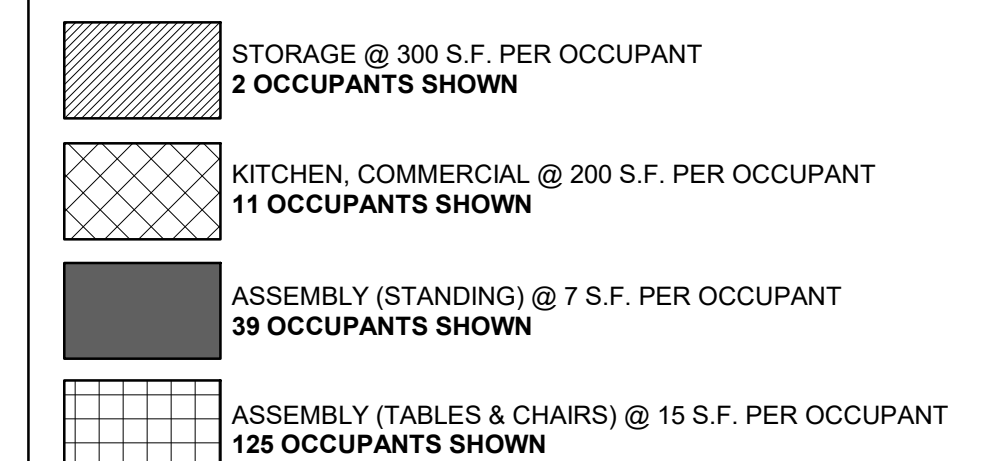 STORAGE @ 300 S.F. PER OCCUPANT
2 OCCUPANTS SHOWN
KITCHEN, COMMERCIAL @ 200 S.F. PER OCCUPANT
11 OCCUPANTS SHOWN
ASSEMBLY (STANDING) @ 7 S.F. PER OCCUPANT
39 OCCUPANTS SHOWN
ASSEMBLY (TABLES & CHAIRS) @ 15 S.F. PER OCCUPANT
125 OCCUPANTS SHOWN